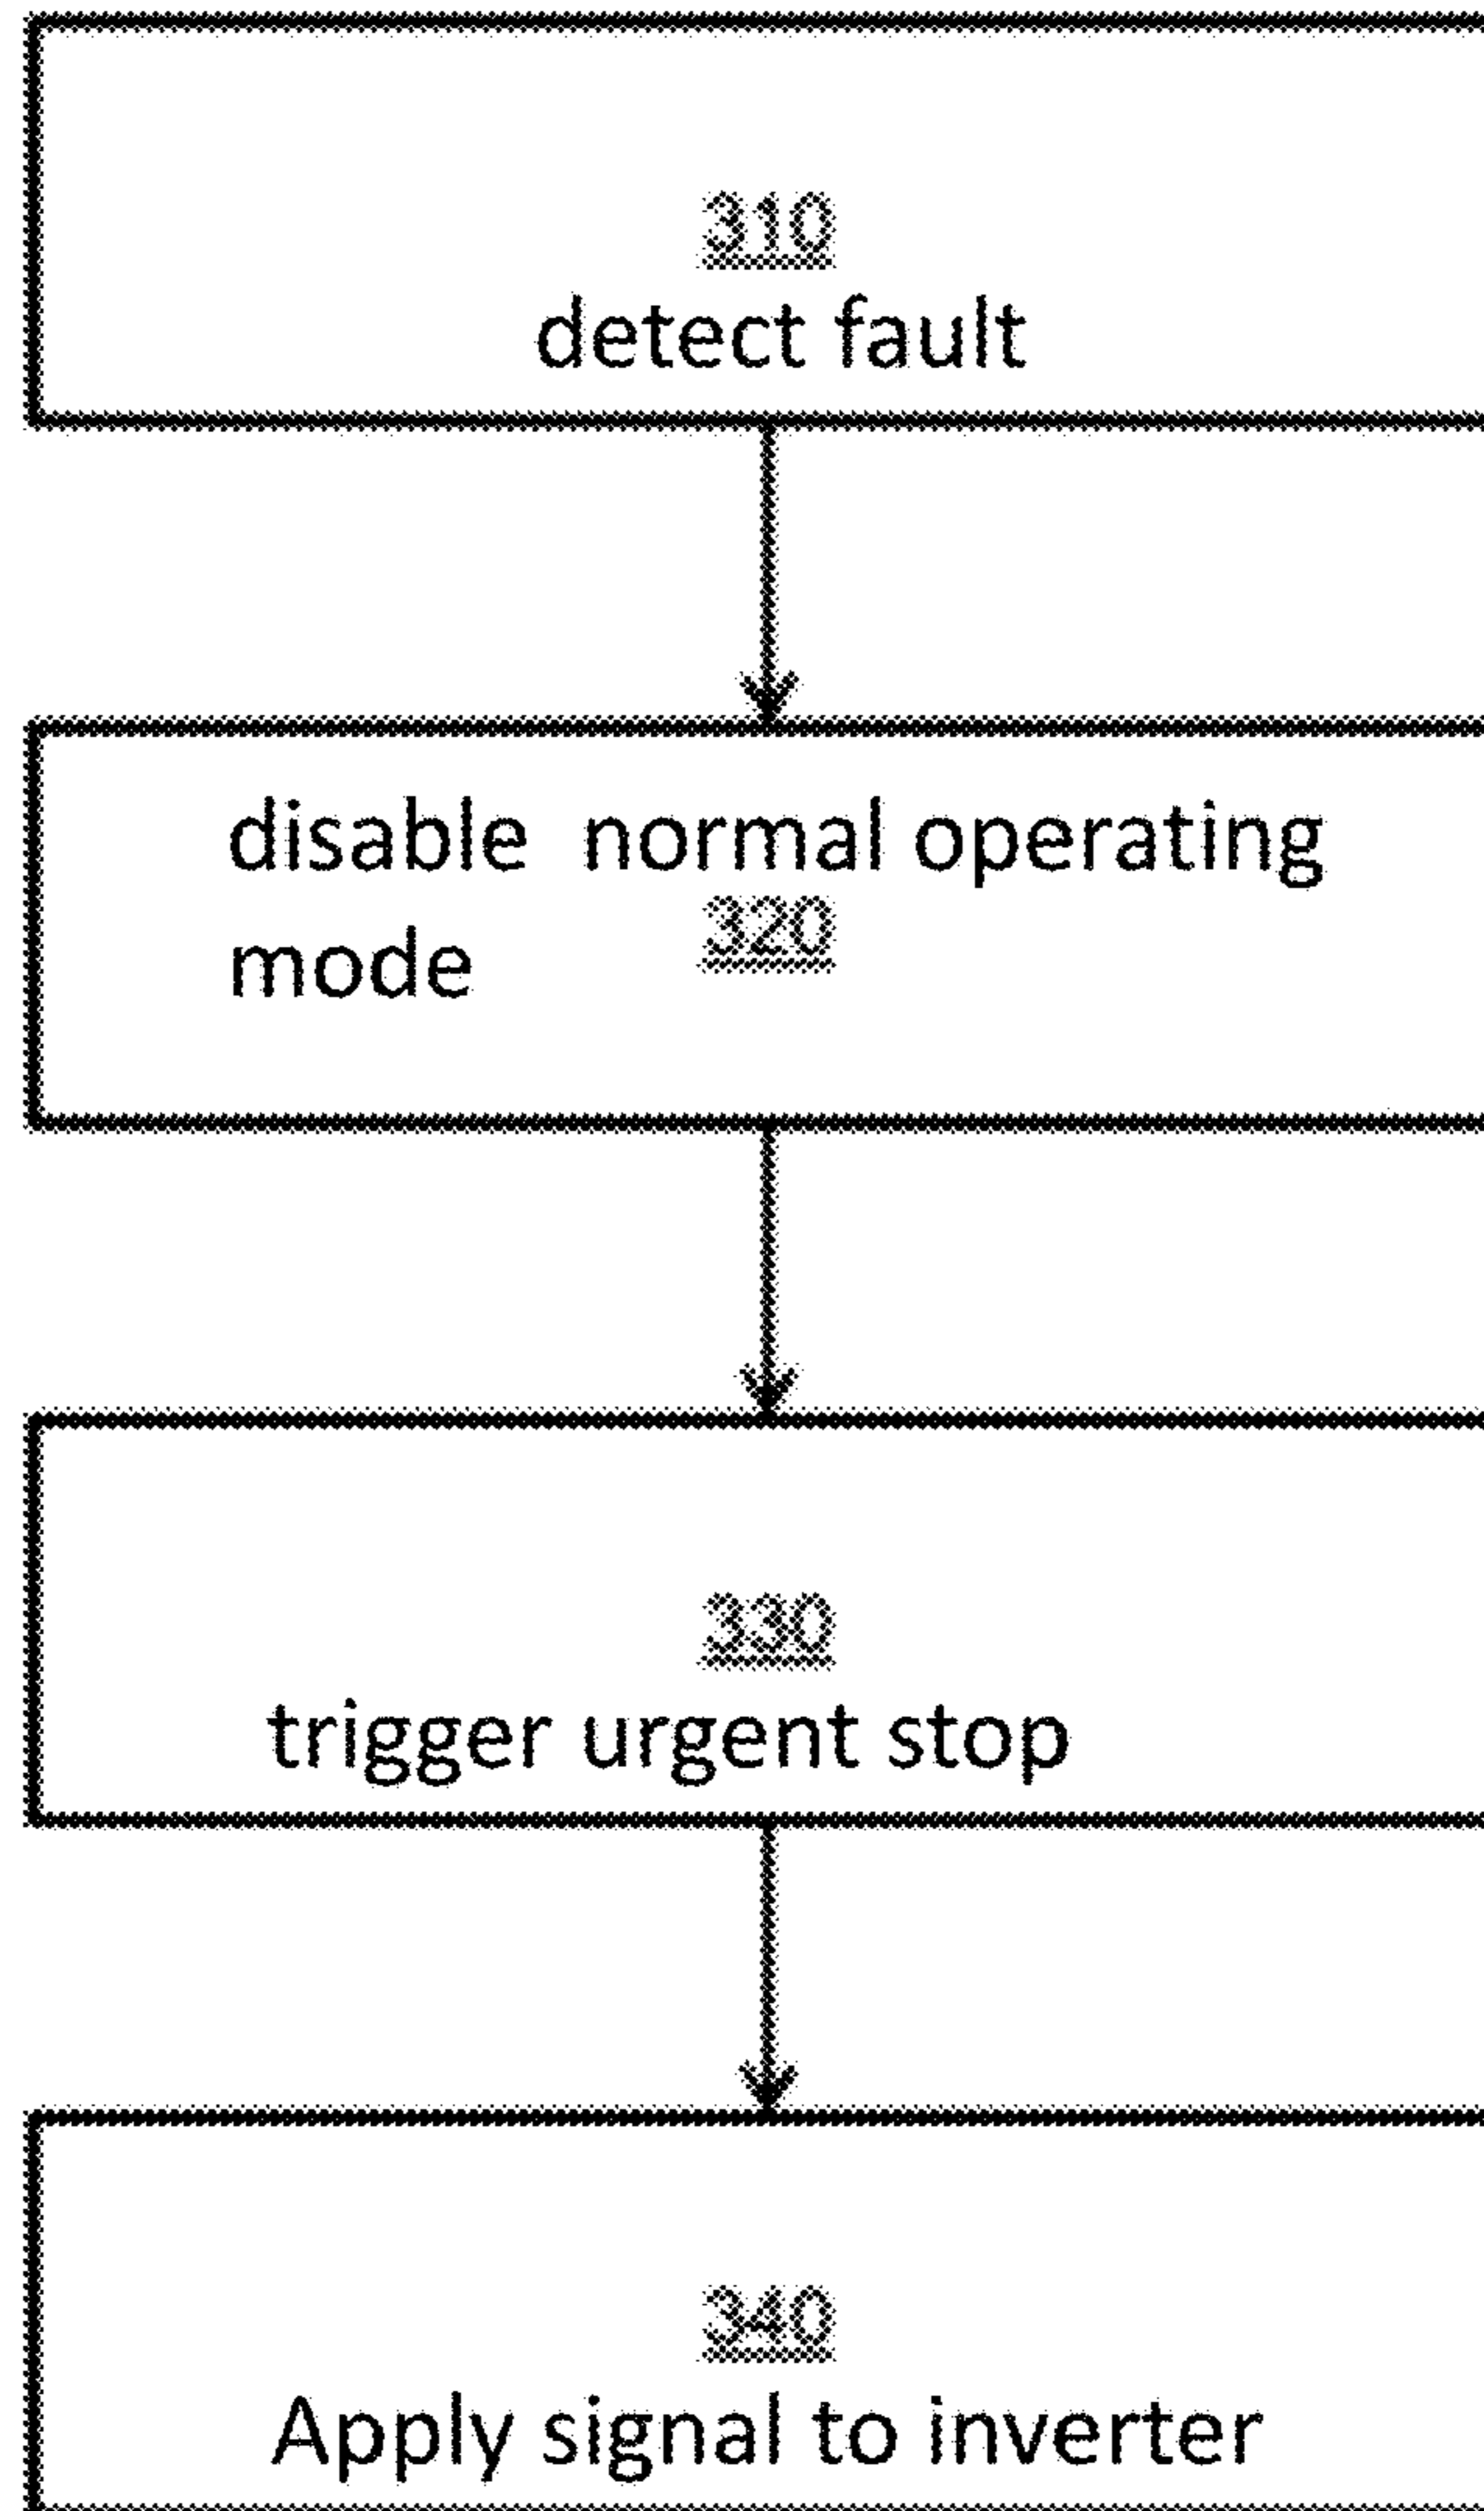 310
detect fault
disable normal operating
320
mode
330
trigger urgent stop
340
Apply signal to inverter